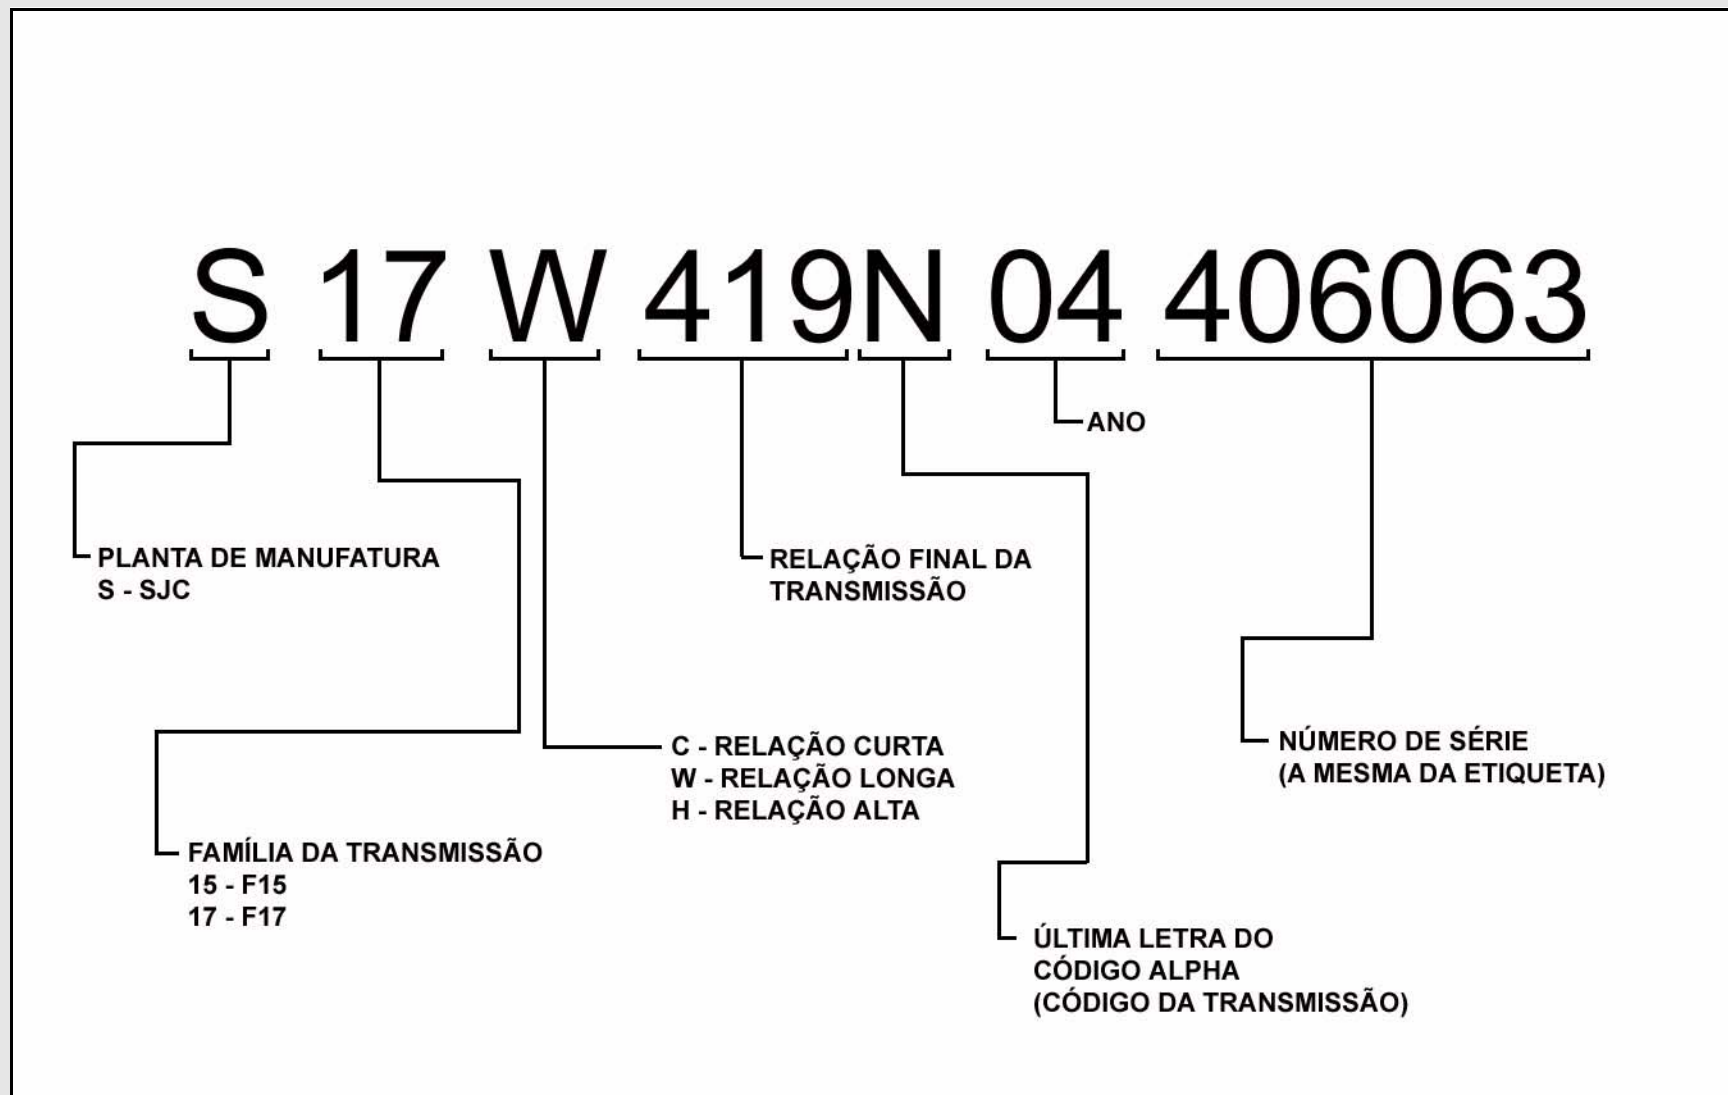 S 17 W 419N 04 406063
ANO
PLANTA DE MANUFATURA
S - SJC
RELAÇÃO FINAL DA
TRANSMISSÃO
C - RELAÇÃO CURTA
W - RELAÇÃO LONGA
H - RELAÇÃO ALTA
NÚMERO DE SÉRIE
(A MESMA DA ETIQUETA)
FAMÍLIA DA TRANSMISSÃO
15 - F15
17 - F17
ÚLTIMA LETRA DO
CÓDIGO ALPHA
(CÓDIGO DA TRANSMISSÃO)